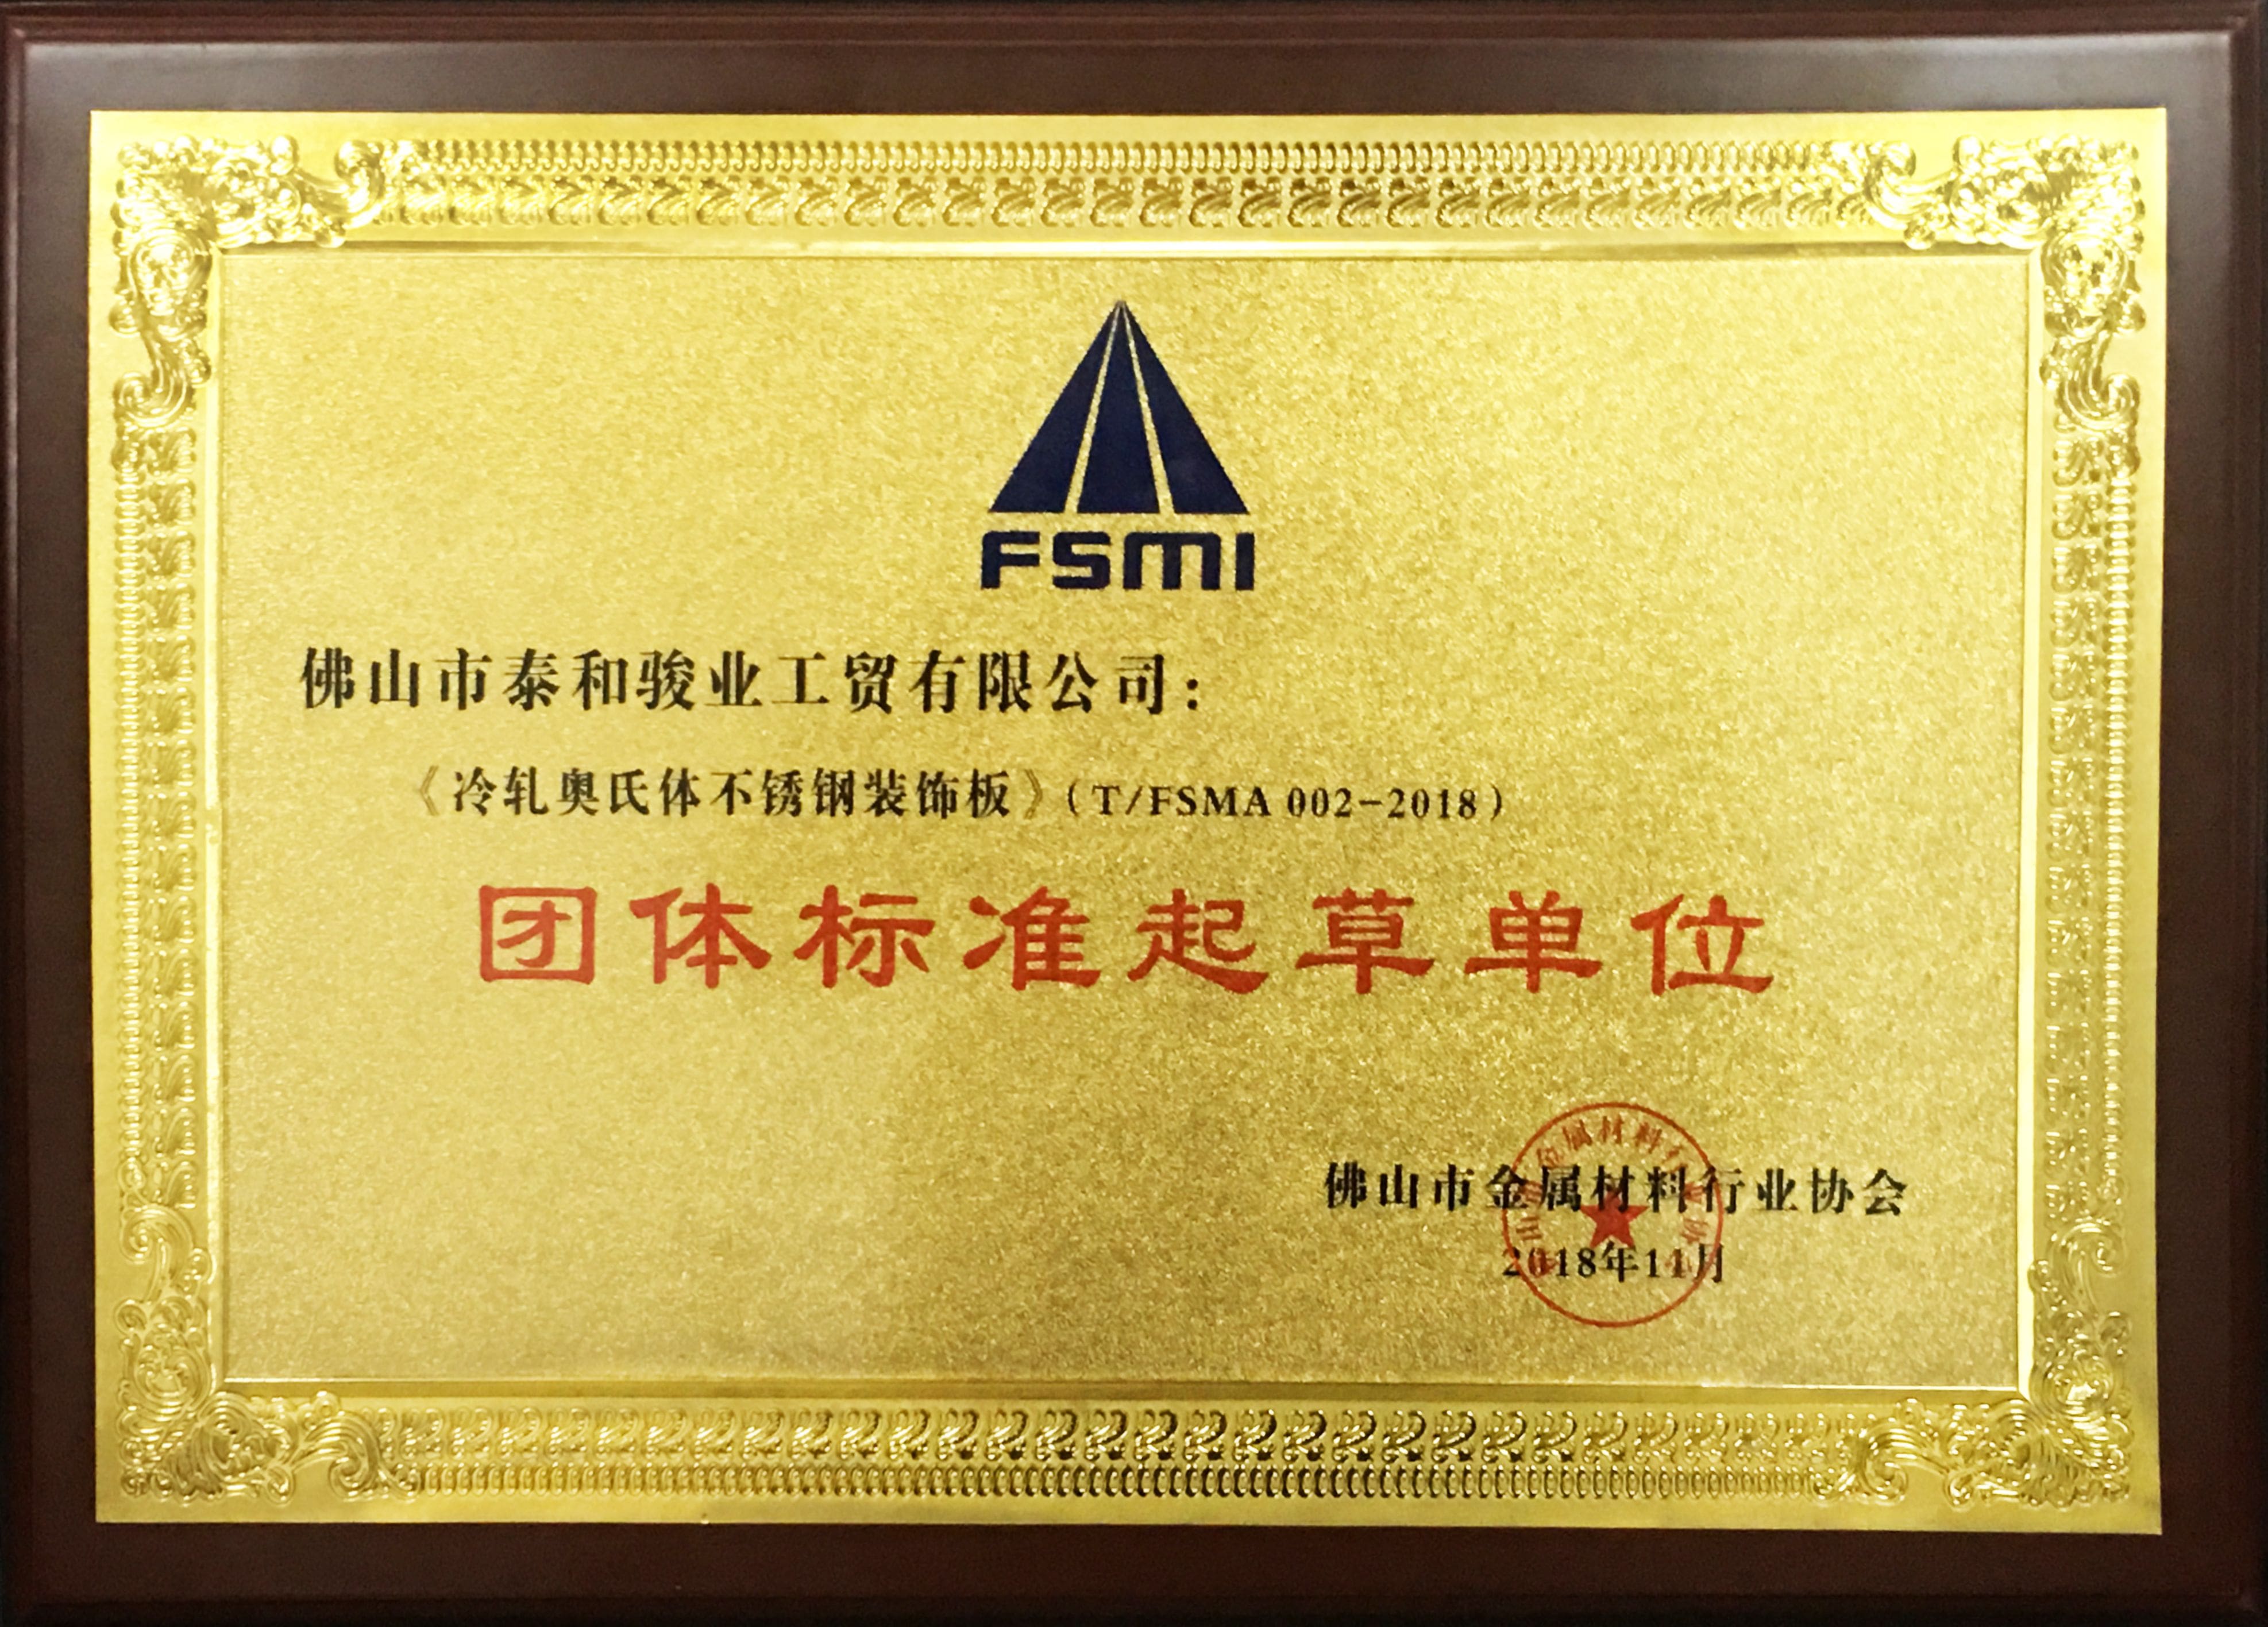 FSMI
佛山市泰和骏业工贸有限公司：
《冷轧奥氏体不锈钢装饰板》（T/FSMA 002-2018）
团体标准起草单位
佛山市金属材料行业协会
2018年11月